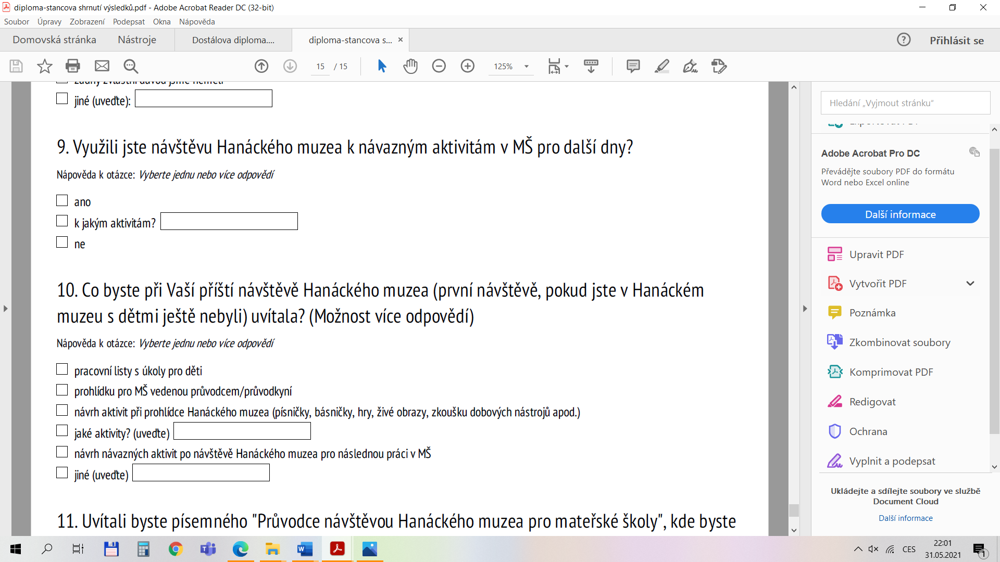 diploma-stancova shrnutí výsledků.pdf - Adobe Acrobat Reader DC (32-bit)
Soubor Úpravy Zobrazení Podepsat Okna Nápověda
Domovská stránka Nástroje Dostálova diploma.... diploma-stancova s... × Přihlásit se
15 / 15 125%
žádný zvláštní důvod jsme neměli
jiné (uveďte):
9. Využili jste návštěvu Hanáckého muzea k návazným aktivitám v MŠ pro další dny?
Nápověda k otázce: Vyberte jednu nebo více odpovědí
ano
k jakým aktivitám?
ne
10. Co byste při Vaší příští návštěvě Hanáckého muzea (první návštěvě, pokud jste v Hanáckém
muzeu s dětmi ještě nebyli) uvítala? (Možnost více odpovědí)
Nápověda k otázce: Vyberte jednu nebo více odpovědí
pracovní listy s úkoly pro děti
prohlídku pro MŠ vedenou průvodcem/průvodkyní
návrh aktivit při prohlídce Hanáckého muzea (písničky, básničky, hry, živé obrazy, zkoušku dobových nástrojů apod.)
jaké aktivity? (uveďte)
návrh návazných aktivit po návštěvě Hanáckého muzea pro následnou práci v MŠ
jiné (uveďte)
11. Uvítali byste písemného "Průvodce návštěvou Hanáckého muzea pro mateřské školy", kde byste
Hledání „Vyjmout stránku“
Exportovat PDF
Adobe Acrobat Pro DC
Převádějte soubory PDF do formátu
Word nebo Excel online
Další informace
Upravit PDF
Vytvořit PDF
Poznámka
Zkombinovat soubory
Komprimovat PDF
Redigovat
Ochrana
Vyplnit a podepsat
Ukládejte a sdílejte soubory ve službě
Document Cloud
Další informace
CES
22:01
31.05.2021
1